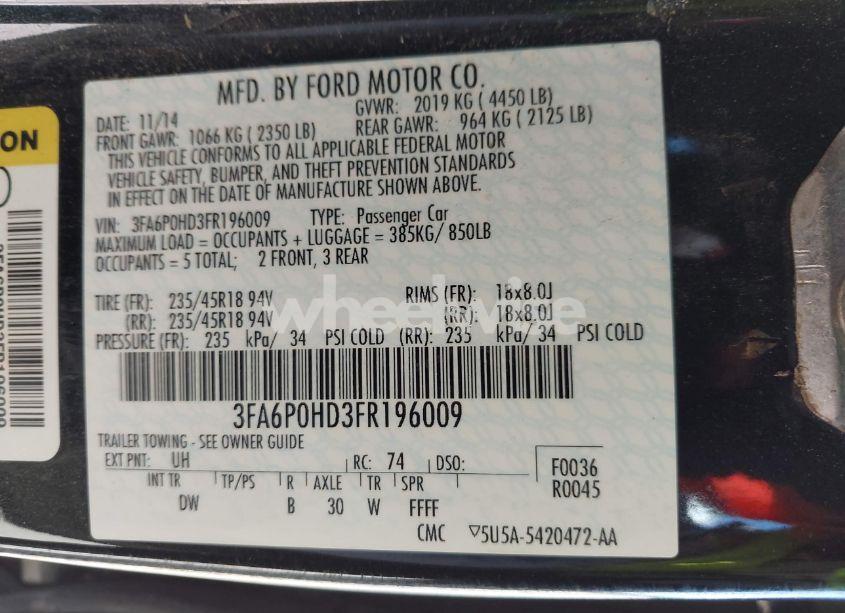 MFD. BY FORD MOTOR CO.
DATE: 11/14 GVWR: 2019 KG ( 4450 LB)
FRONT GAWR: 1066 KG ( 2350 LB) REAR GAWR: 964 KG ( 2125 LB)
THIS VEHICLE CONFORMS TO ALL APPLICABLE FEDERAL MOTOR
VEHICLE SAFETY, BUMPER, AND THEFT PREVENTION STANDARDS
IN EFFECT ON THE DATE OF MANUFACTURE SHOWN ABOVE.
VIN: 3FA6P0HD3FR196009 TYPE: Passenger Car
MAXIMUM LOAD = OCCUPANTS + LUGGAGE = 385KG/ 850LB
OCCUPANTS = 5 TOTAL; 2 FRONT, 3 REAR
TIRE (FR): 235/45R18 94V RIMS (FR): 18x8.0J
(RR): 235/45R18 94V (RR): 18x8.0J
PRESSURE (FR): 235 kPa/ 34 PSI COLD (RR): 235 kPa/ 34 PSI COLD
3FA6P0HD3FR196009
TRAILER TOWING - SEE OWNER GUIDE
EXT PNT: UH RC: 74 DSO: F0036
INT TR TP/PS R AXLE TR SPR R0045
DW B 30 W FFFF
CMC 5U5A-5420472-AA
ON